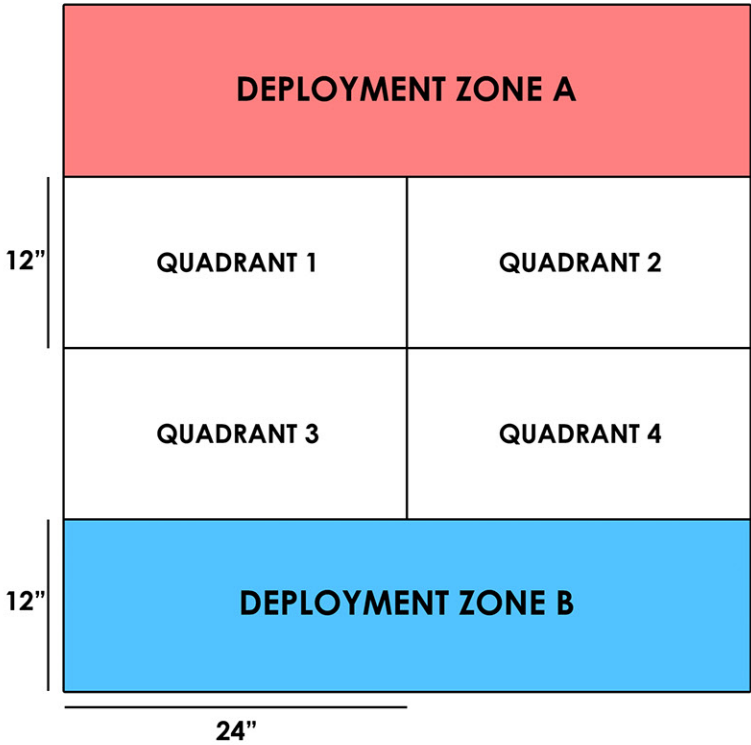 DEPLOYMENT ZONE A
12”
QUADRANT 1
QUADRANT 2
QUADRANT 3
QUADRANT 4
12”
DEPLOYMENT ZONE B
24”